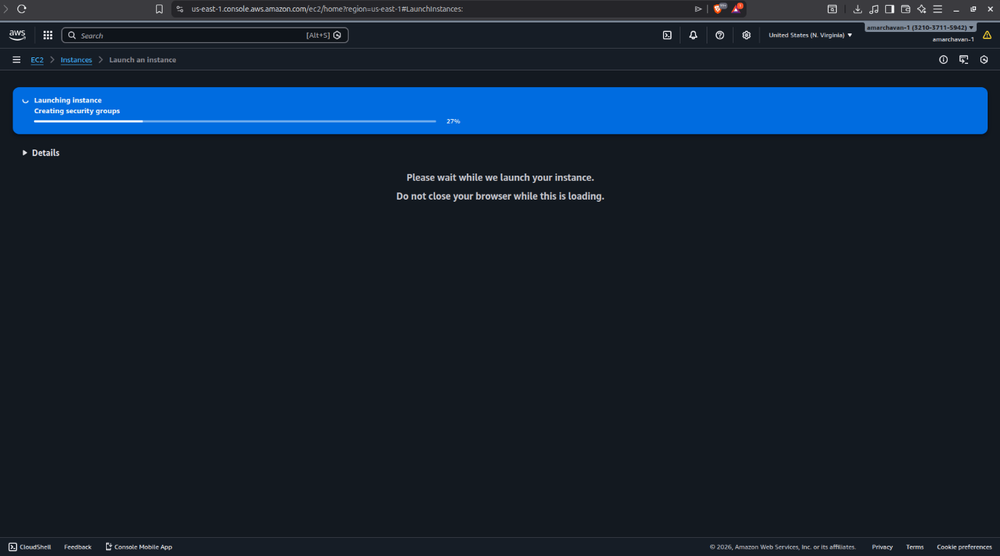 us-east-1.console.aws.amazon.com/ec2/home?region=us-east-1#LaunchInstances:
aws
Search
[Alt+S]
United States (N. Virginia)
amarchavan-1 (3210-3711-5942)
amarchavan-1
EC2
Instances
Launch an instance
Launching instance
Creating security groups
27%
Details
Please wait while we launch your instance.
Do not close your browser while this is loading.
CloudShell
Feedback
Console Mobile App
© 2026, Amazon Web Services, Inc. or its affiliates.
Privacy
Terms
Cookie preferences